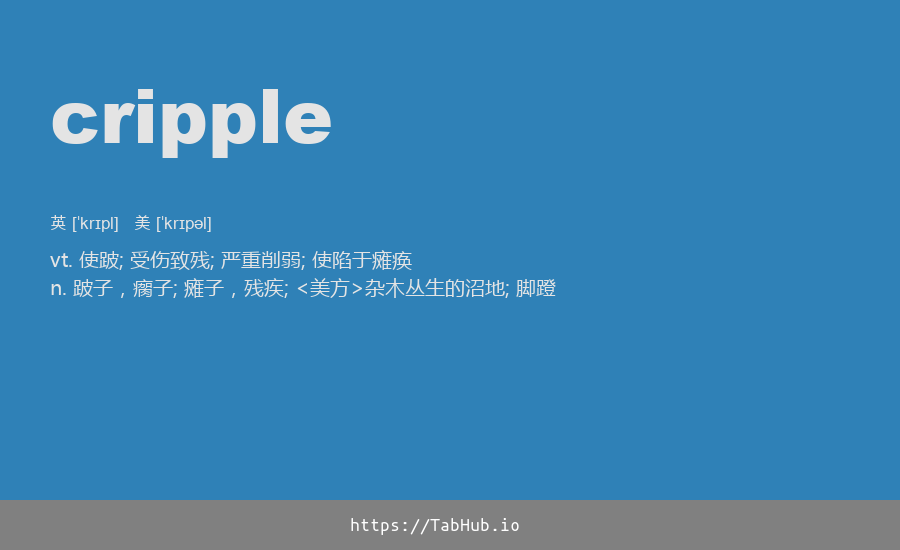 cripple
英 [ˈkrɪpl] 美 [ˈkrɪpəl]
vt. 使跛; 受伤致残; 严重削弱; 使陷于瘫痪
n. 跛子，瘸子; 瘫子，残疾; <美方>杂木丛生的沼地; 脚蹬
https://TabHub.io